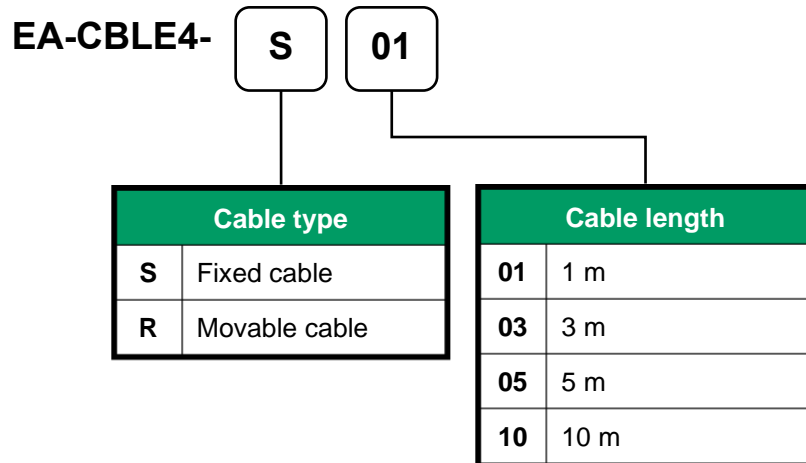 EA-CBLE4- S 01
Cable type
S Fixed cable
R Movable cable
Cable length
01 1 m
03 3 m
05 5 m
10 10 m